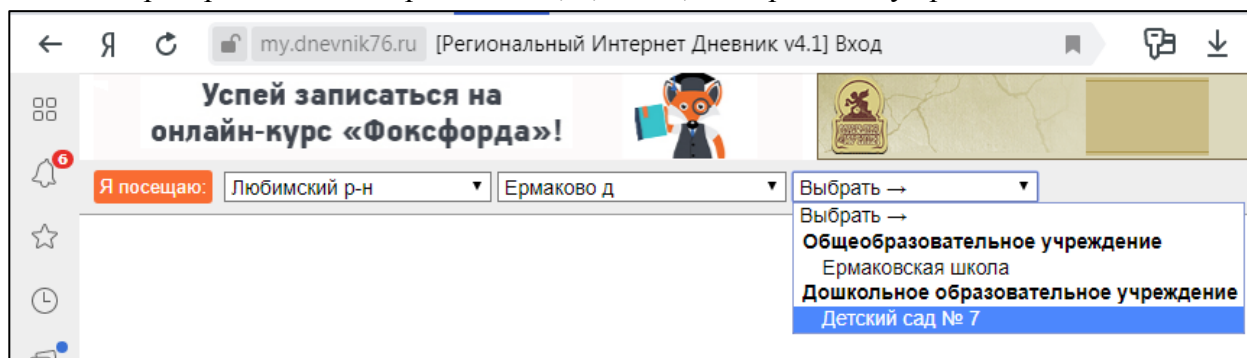 Я my.dnevnik76.ru [Региональный Интернет Дневник v4.1] Вход
Успей записаться на
онлайн-курс «Фоксфорда»!
6
Я посещаю: Любимский р-н Ермаково д Выбрать →
Выбрать →
Общеобразовательное учреждение
Ермаковская школа
Дошкольное образовательное учреждение
Детский сад № 7